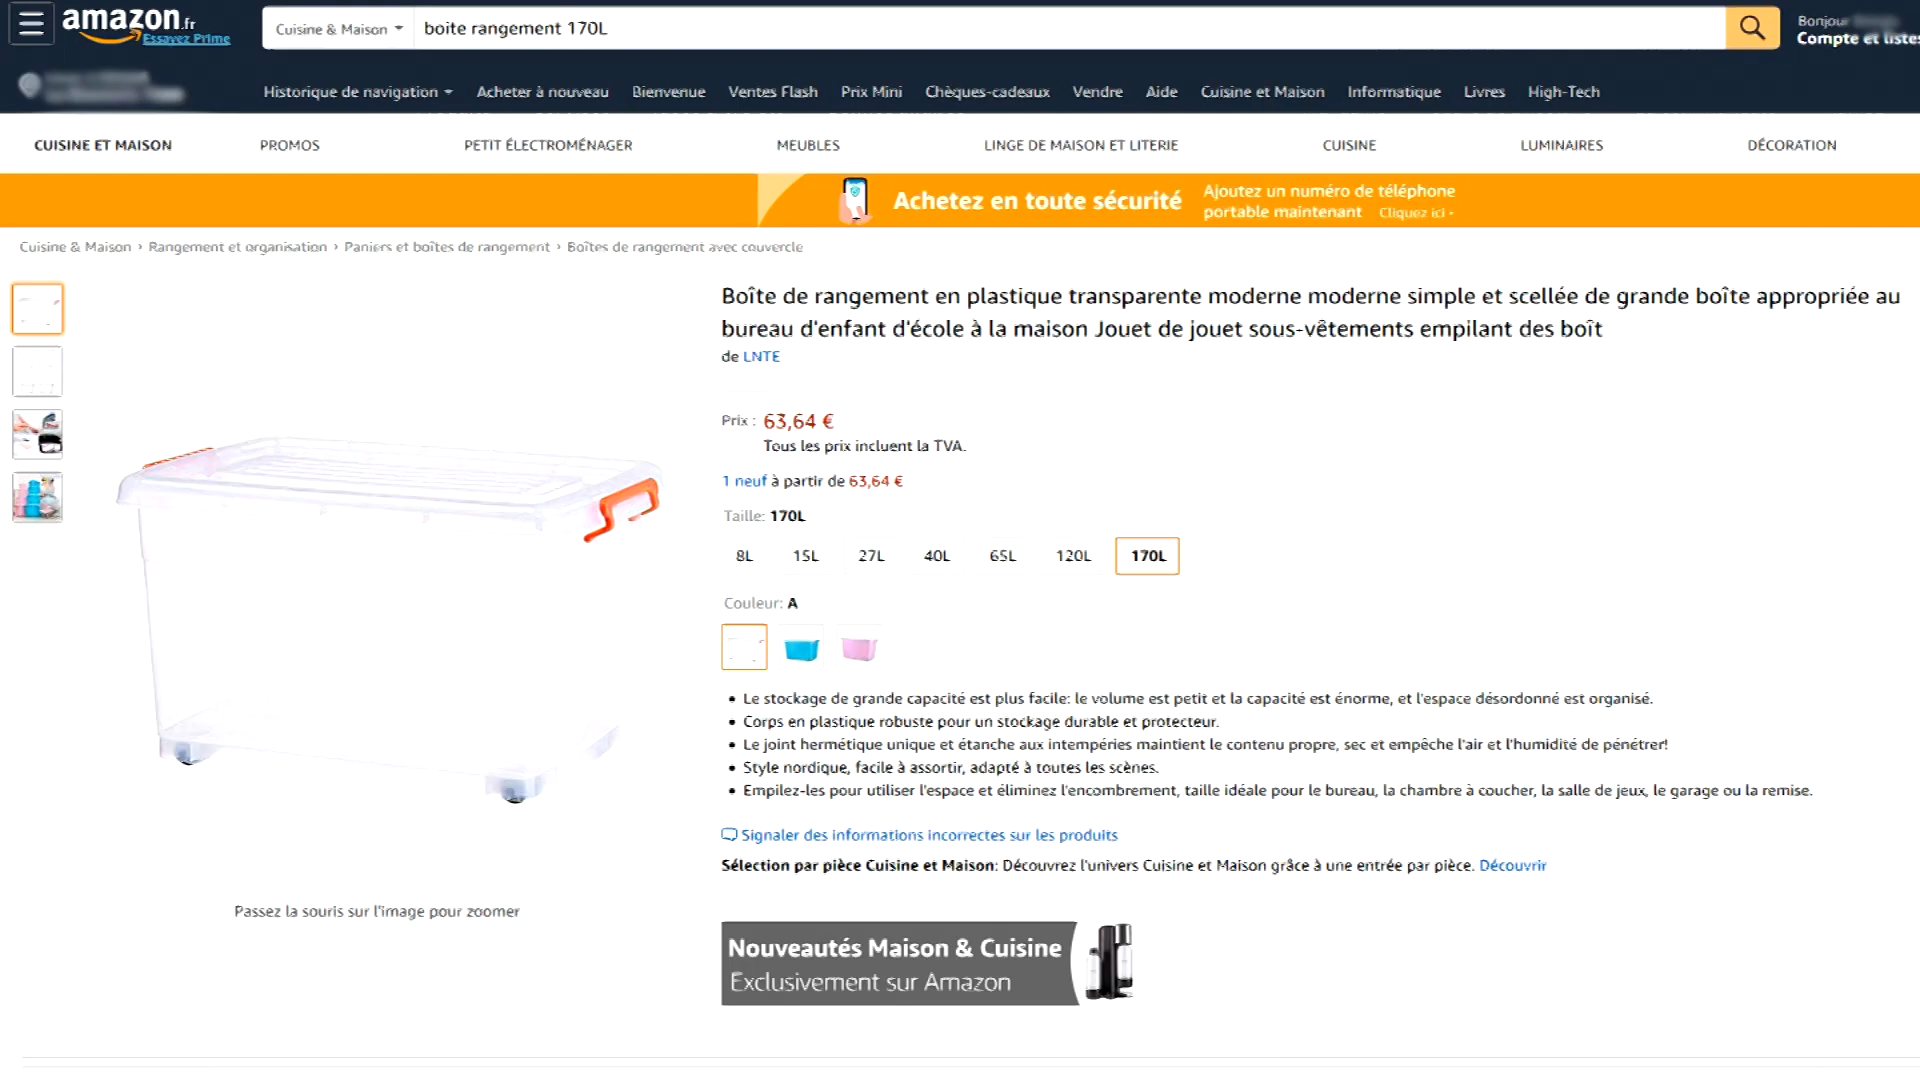 amazon.fr
Essayez Prime
Cuisine & Maison
boite rangement 170L
Bonjour
Compte et listes
Historique de navigation
Acheter à nouveau
Bienvenue
Ventes Flash
Prix Mini
Chèques-cadeaux
Vendre
Aide
Cuisine et Maison
Informatique
Livres
High-Tech
CUISINE ET MAISON
PROMOS
PETIT ÉLECTROMÉNAGER
MEUBLES
LINGE DE MAISON ET LITERIE
CUISINE
LUMINAIRES
DÉCORATION
Achetez en toute sécurité
Ajoutez un numéro de téléphone
portable maintenant Cliquez ici
Cuisine & Maison › Rangement et organisation › Paniers et boîtes de rangement › Boîtes de rangement avec couvercle
Boîte de rangement en plastique transparente moderne moderne simple et scellée de grande boîte appropriée au
bureau d'enfant d'école à la maison Jouet de jouet sous-vêtements empilant des boît
de LNTE
Prix : 63,64 €
Tous les prix incluent la TVA.
1 neuf à partir de 63,64 €
Taille: 170L
8L 15L 27L 40L 65L 120L 170L
Couleur: A
• Le stockage de grande capacité est plus facile: le volume est petit et la capacité est énorme, et l'espace désordonné est organisé.
• Corps en plastique robuste pour un stockage durable et protecteur.
• Le joint hermétique unique et étanche aux intempéries maintient le contenu propre, sec et empêche l'air et l'humidité de pénétrer!
• Style nordique, facile à assortir, adapté à toutes les scènes.
• Empilez-les pour utiliser l'espace et éliminez l'encombrement, taille idéale pour le bureau, la chambre à coucher, la salle de jeux, le garage ou la remise.
Signaler des informations incorrectes sur les produits
Sélection par pièce Cuisine et Maison: Découvrez l'univers Cuisine et Maison grâce à une entrée par pièce. Découvrir
Passez la souris sur l'image pour zoomer
Nouveautés Maison & Cuisine
Exclusivement sur Amazon